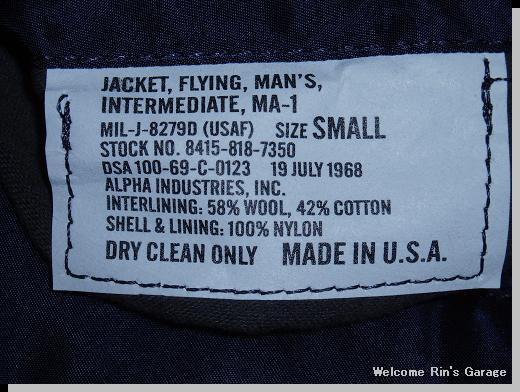 JACKET, FLYING, MAN'S,
INTERMEDIATE, MA-1
MIL-J-8279D (USAF) SIZE SMALL
STOCK NO. 8415-818-7350
DSA 100-69-C-0123 19 JULY 1968
ALPHA INDUSTRIES, INC.
INTERLINING: 58% WOOL, 42% COTTON
SHELL & LINING: 100% NYLON
DRY CLEAN ONLY MADE IN U.S.A.
Welcome Rin's Garage